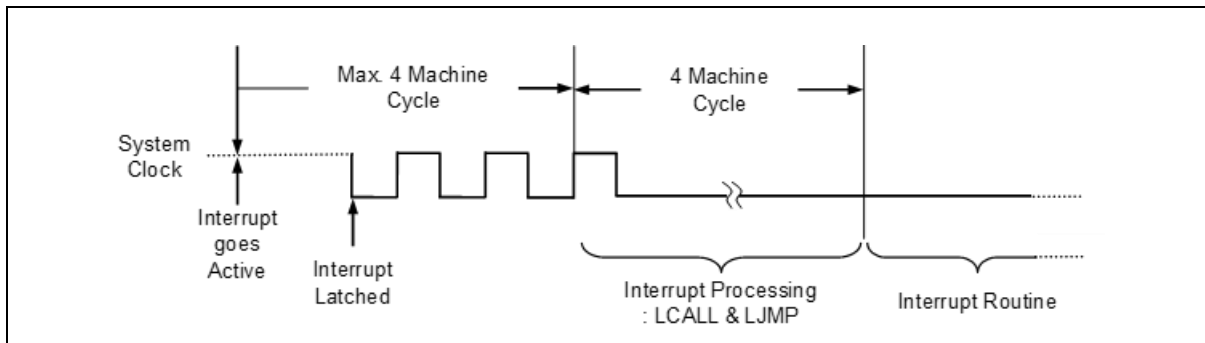 Max. 4 Machine
Cycle
4 Machine
Cycle
System
Clock
Interrupt
goes
Active
Interrupt
Latched
Interrupt Processing
: LCALL & LJMP
Interrupt Routine